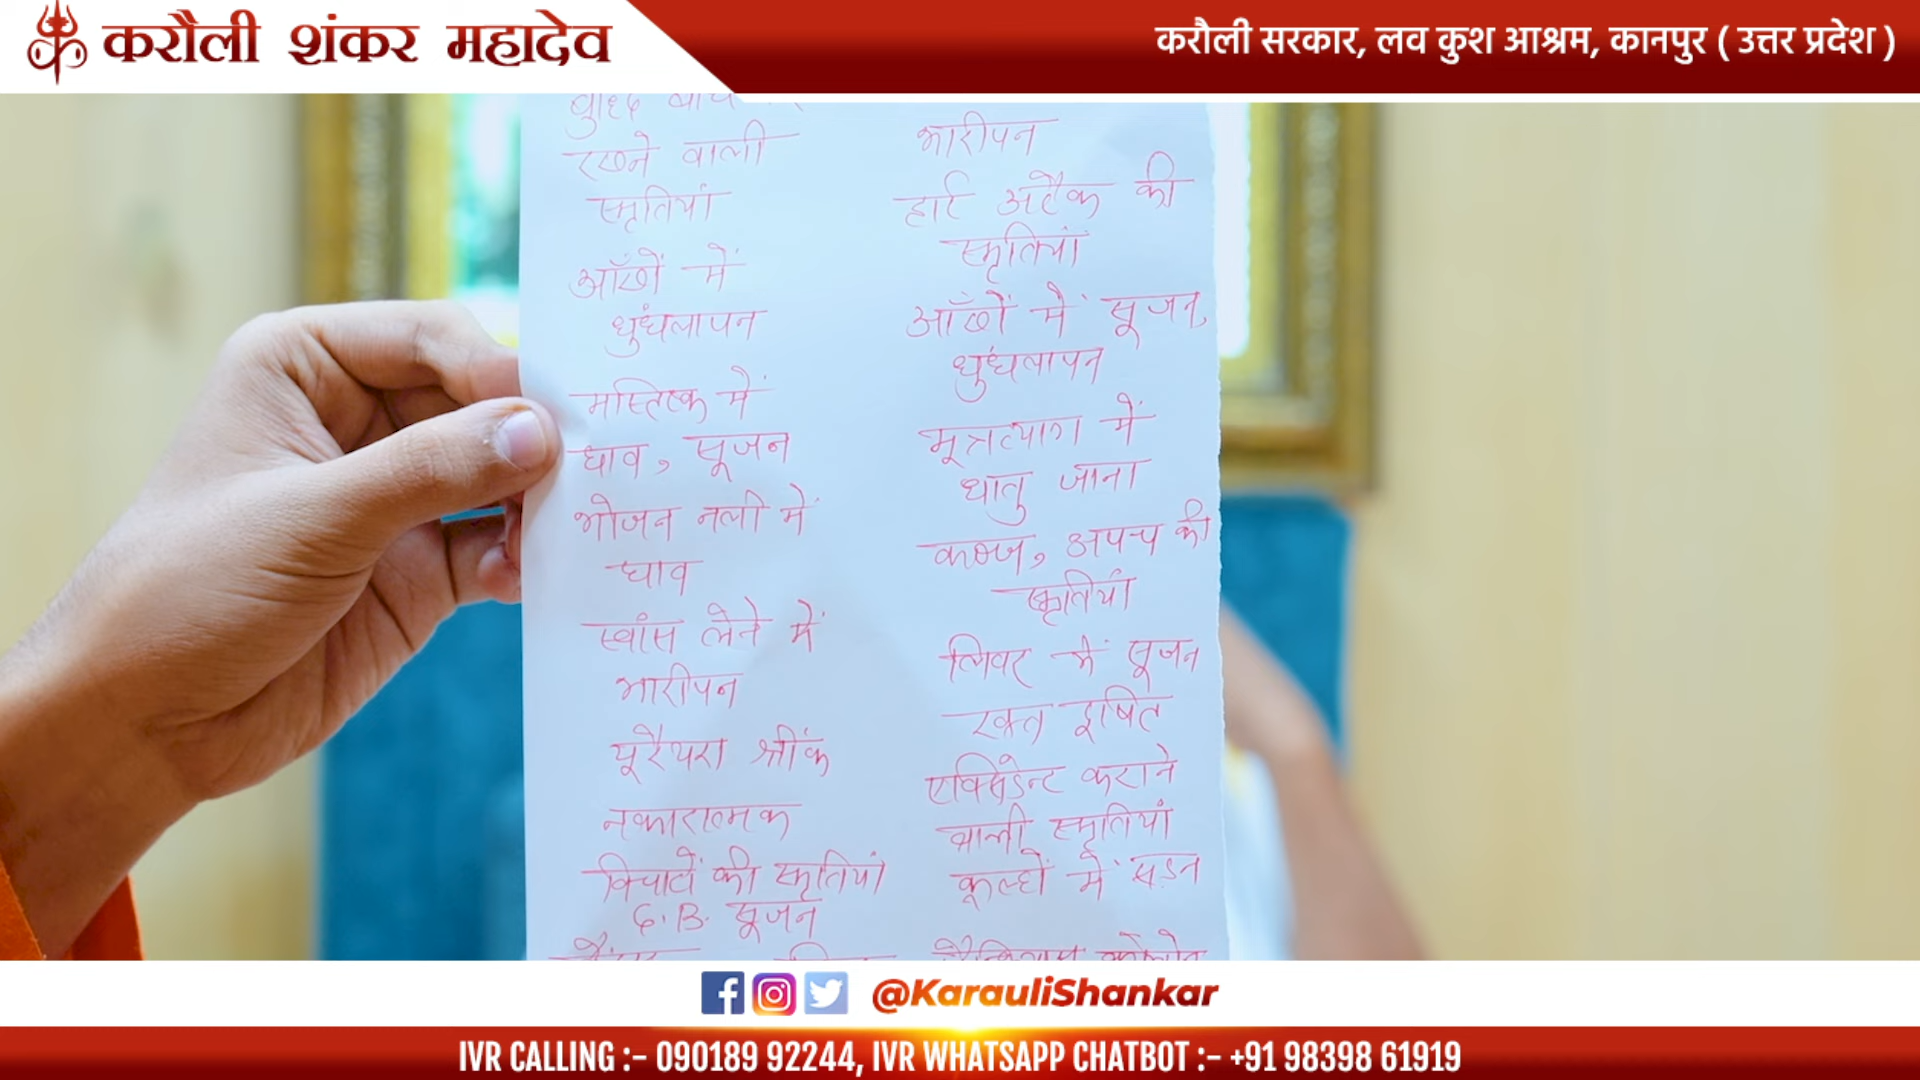 करौली शंकर महादेव
करौली सरकार, लव कुश आश्रम, कानपुर ( उत्तर प्रदेश )
रखने वाली
स्मृतियां
आँखों में
धुंधलापन
मस्तिष्क में
घाव, सूजन
भोजन नली में
घाव
स्वांस लेने में
भारीपन
यूरैथरा
नकारात्मक
विचारों की स्मृतियां
G.B. सूजन
भारीपन
हार्ट अटैक की
स्मृतियां
आँखों में सूजन,
धुंधलापन
मूत्रत्याग में
धातु जाना
कब्ज, अपच की
स्मृतियां
लिवर में सूजन
रक्त दूषित
एक्सिडेन्ट कराने
वाली स्मृतियां
कूल्हों में सड़न
@KarauliShankar
IVR CALLING :- 090189 92244, IVR WHATSAPP CHATBOT :- +91 98398 61919